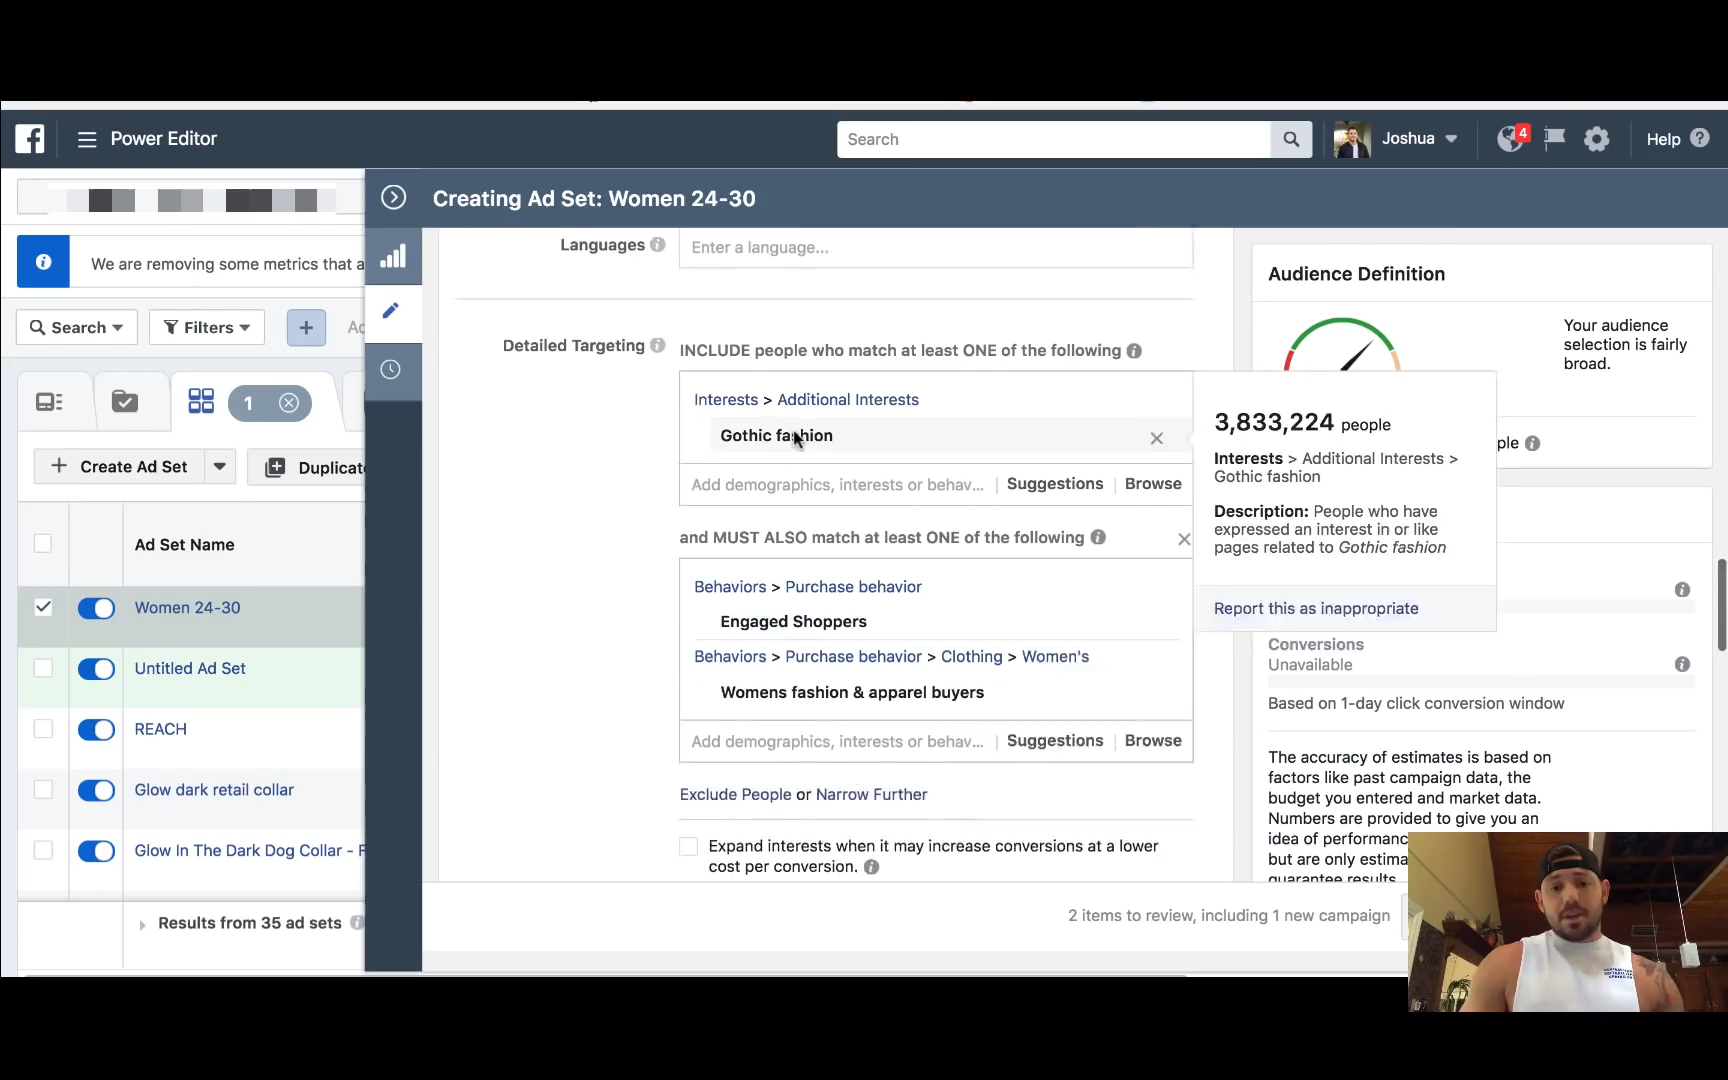 Power Editor
Search
Joshua
4
Help
Creating Ad Set: Women 24-30
We are removing some metrics that a
Search
Filters
Ad
1
Create Ad Set
Duplicat
Ad Set Name
Women 24-30
Untitled Ad Set
REACH
Glow dark retail collar
Glow In The Dark Dog Collar - F
Results from 35 ad sets
Languages
Enter a language...
Detailed Targeting
INCLUDE people who match at least ONE of the following
Interests > Additional Interests
Gothic fashion
Add demographics, interests or behav... | Suggestions | Browse
and MUST ALSO match at least ONE of the following
Behaviors > Purchase behavior
Engaged Shoppers
Behaviors > Purchase behavior > Clothing > Women's
Womens fashion & apparel buyers
Add demographics, interests or behav... | Suggestions | Browse
Exclude People or Narrow Further
Expand interests when it may increase conversions at a lower
cost per conversion.
2 items to review, including 1 new campaign
Audience Definition
Your audience
selection is fairly
broad.
ple
3,833,224 people
Interests > Additional Interests >
Gothic fashion
Description: People who have
expressed an interest in or like
pages related to Gothic fashion
Report this as inappropriate
Conversions
Unavailable
Based on 1-day click conversion window
The accuracy of estimates is based on
factors like past campaign data, the
budget you entered and market data.
Numbers are provided to give you an
idea of performanc
but are only estima
guarantee results.